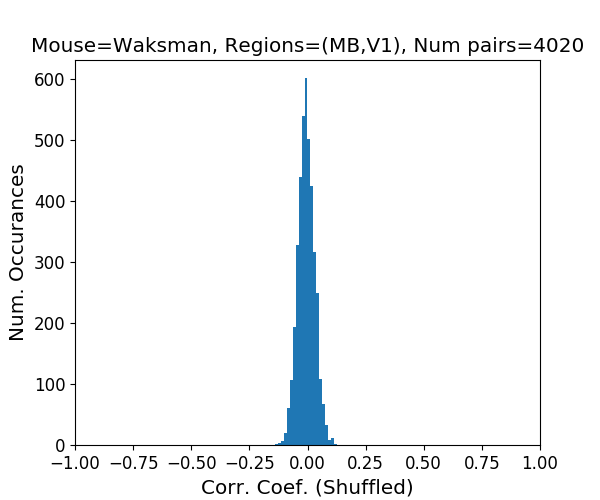 Mouse=Waksman, Regions=(MB,V1), Num pairs=4020
600
500
400
300
200
100
0
Num. Occurances
−1.00 −0.75 −0.50 −0.25 0.00 0.25 0.50 0.75 1.00
Corr. Coef. (Shuffled)